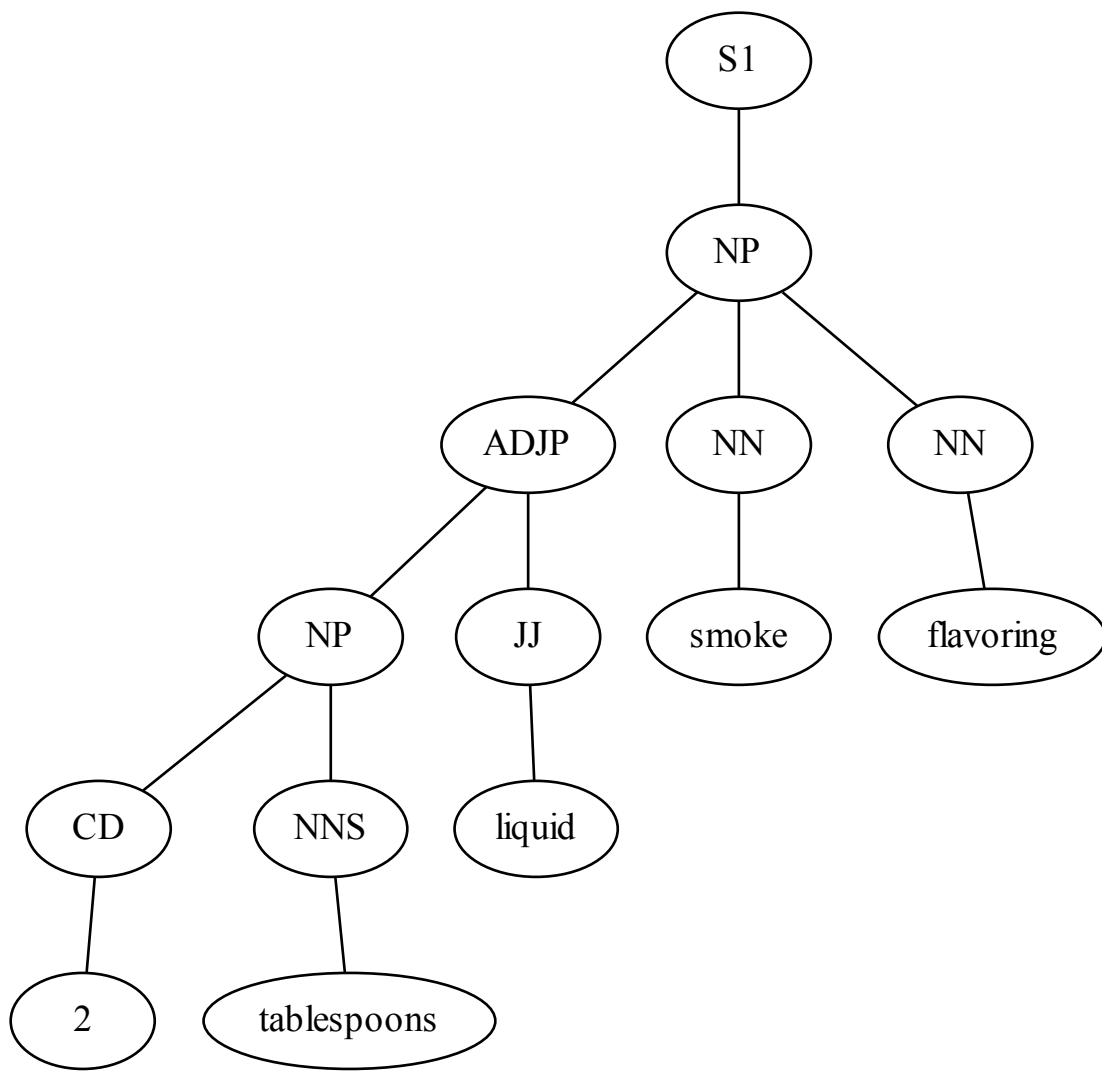 S1
NP
ADJP NN NN
NP JJ smoke flavoring
CD NNS liquid
2 tablespoons